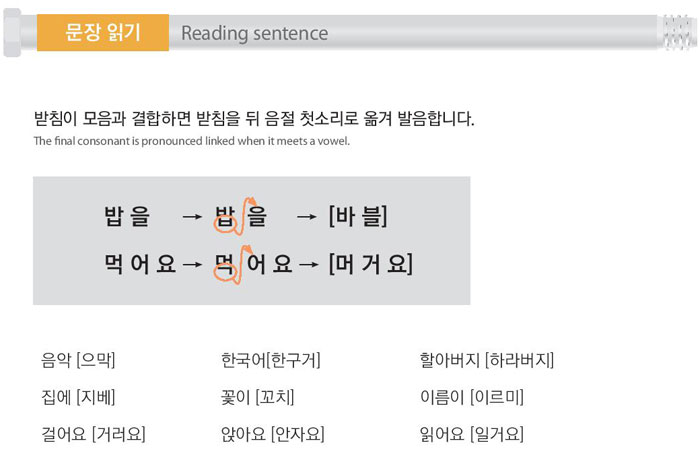 문장 읽기 Reading sentence
받침이 모음과 결합하면 받침을 뒤 음절 첫소리로 옮겨 발음합니다.
The final consonant is pronounced linked when it meets a vowel.
밥 을 → 밥 을 → [바 블]
먹 어 요 → 먹 어 요 → [머 거 요]
음악 [으막] 한국어[한구거] 할아버지 [하라버지]
집에 [지베] 꽃이 [꼬치] 이름이 [이르미]
걸어요 [거러요] 앉아요 [안자요] 읽어요 [일거요]